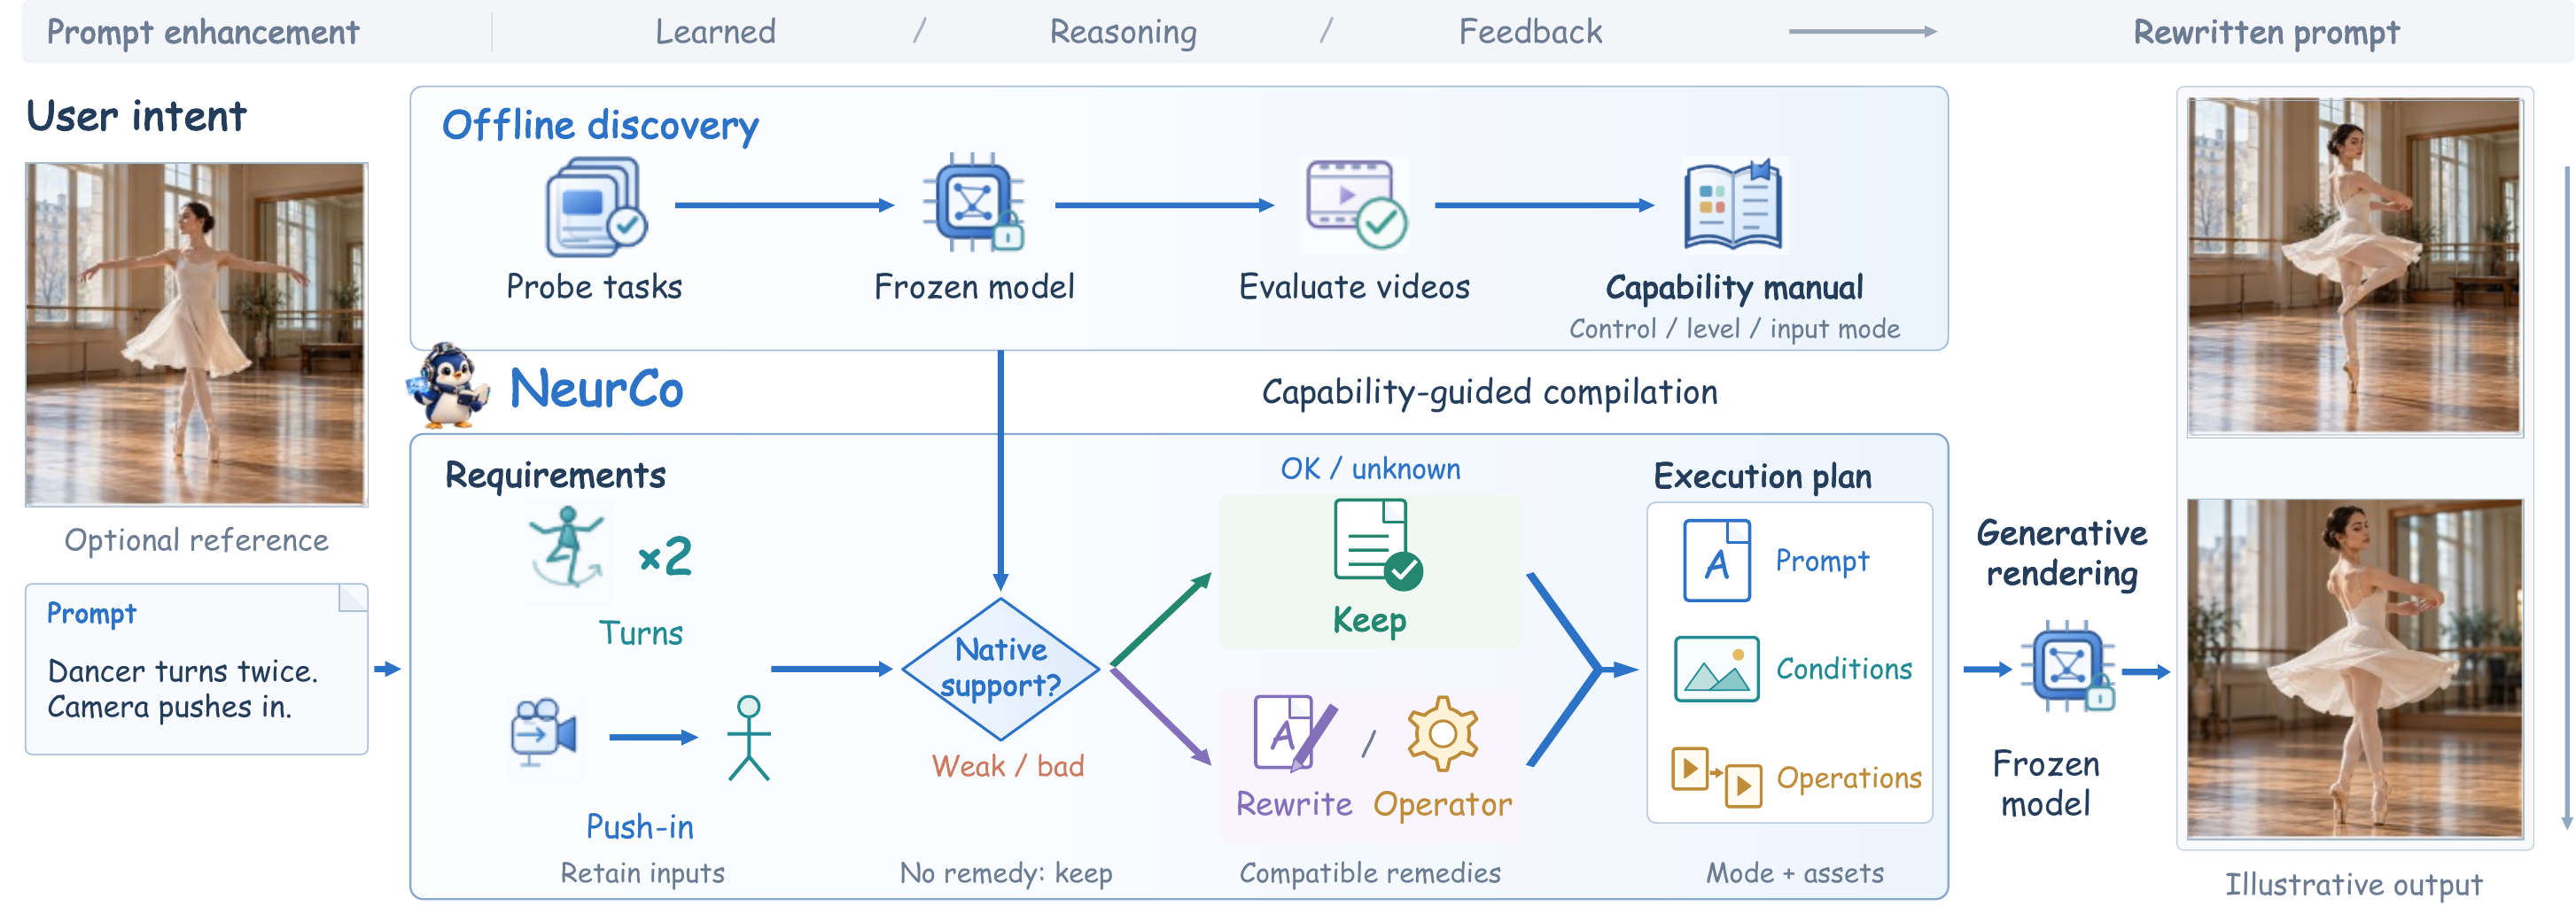 Prompt enhancement
Learned / Reasoning / Feedback
Rewritten prompt
User intent
Optional reference
Prompt
Dancer turns twice.
Camera pushes in.
Offline discovery
Probe tasks
Frozen model
Evaluate videos
Capability manual
Control / level / input mode
NeurCo
Capability-guided compilation
Requirements
×2
Turns
Push-in
Retain inputs
Native
support?
Weak / bad
No remedy: keep
OK / unknown
Keep
A
Rewrite / Operator
Compatible remedies
Execution plan
A Prompt
Conditions
Operations
Mode + assets
Generative
rendering
Frozen
model
Illustrative output